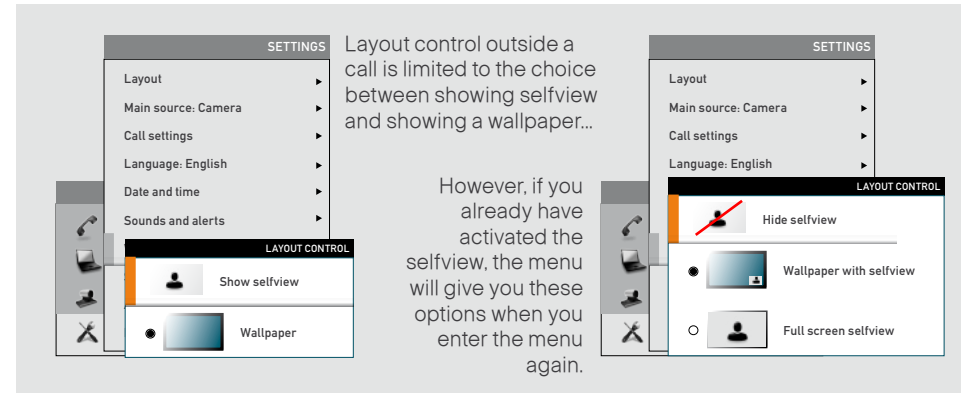 SETTINGS
Layout
Main source: Camera
Call settings
Language: English
Date and time
Sounds and alerts
LAYOUT CONTROL
Show selfview
Wallpaper
Layout control outside a
call is limited to the choice
between showing selfview
and showing a wallpaper...
However, if you
already have
activated the
selfview, the menu
will give you these
options when you
enter the menu
again.
SETTINGS
Layout
Main source: Camera
Call settings
Language: English
LAYOUT CONTROL
Hide selfview
Wallpaper with selfview
Full screen selfview